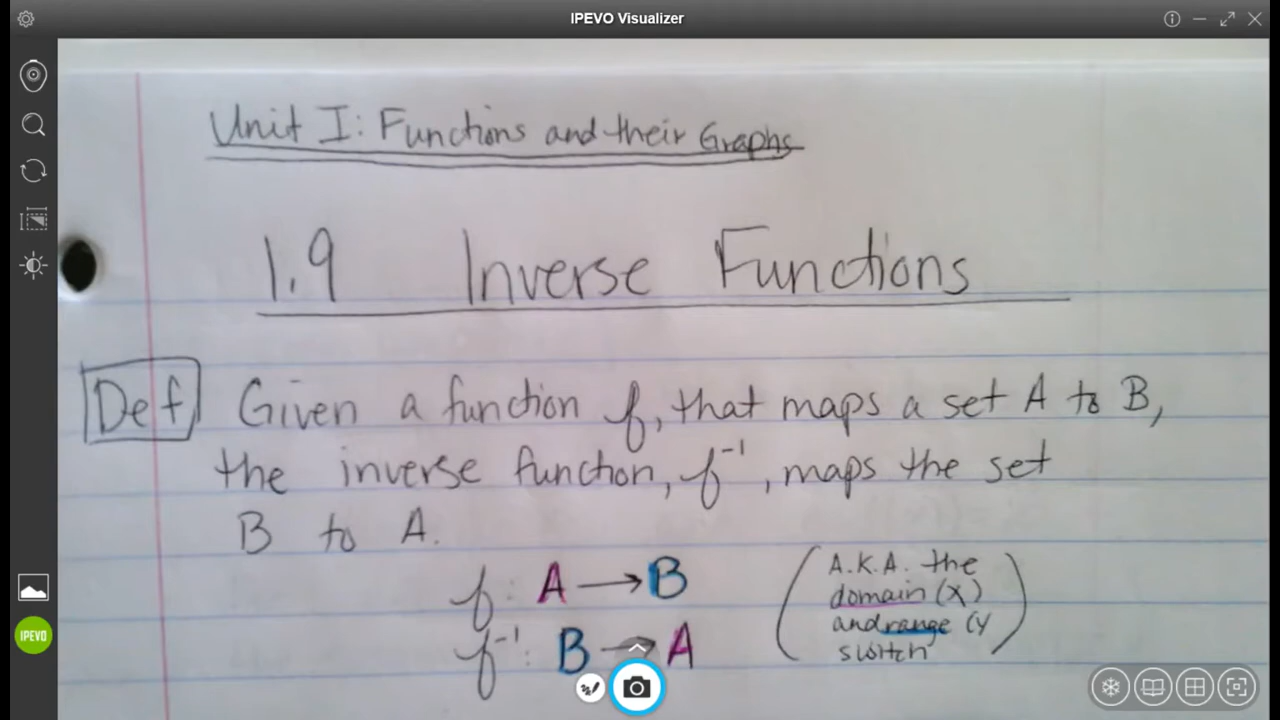 IPEVO Visualizer
Unit I: Functions and their Graphs
1.9 Inverse Functions
Def Given a function f, that maps a set A to B,
the inverse function, f⁻¹, maps the set
B to A.
f: A → B
f⁻¹: B → A
(A.K.A. the
domain (x)
and range (y
switch)
IPEVO